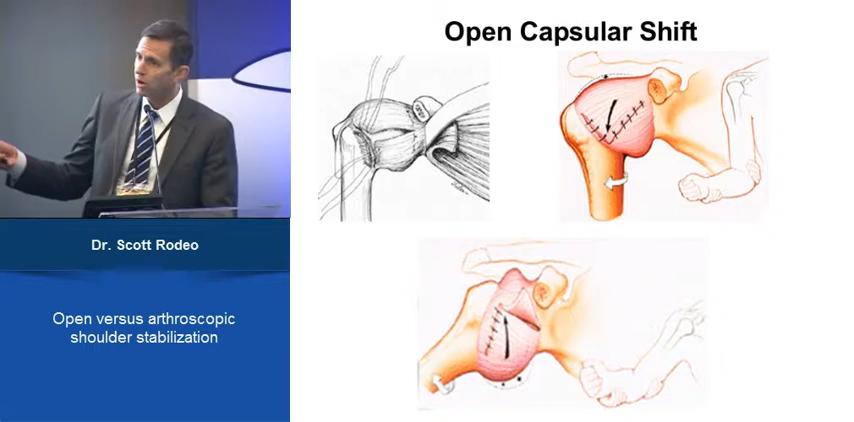 Open Capsular Shift
Dr. Scott Rodeo
Open versus arthroscopic
shoulder stabilization